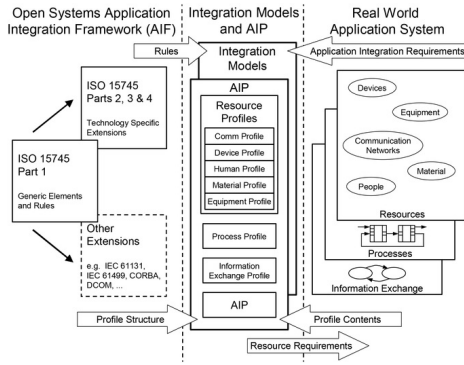 Open Systems Application
Integration Framework (AIF)
Integration Models
and AIP
Real World
Application System
Rules
Application Integration Requirements
Integration
Models
ISO 15745
Parts 2, 3 & 4
Technology Specific
Extensions
ISO 15745
Part 1
Generic Elements
and Rules
Other
Extensions
e.g. IEC 61131,
IEC 61499, CORBA,
DCOM, ...
AIP
Resource
Profiles
Comm Profile
Device Profile
Human Profile
Material Profile
Equipment Profile
Process Profile
Information
Exchange Profile
AIP
Devices
Equipment
Communication
Networks
Material
People
Resources
Processes
Information Exchange
Profile Structure
Profile Contents
Resource Requirements